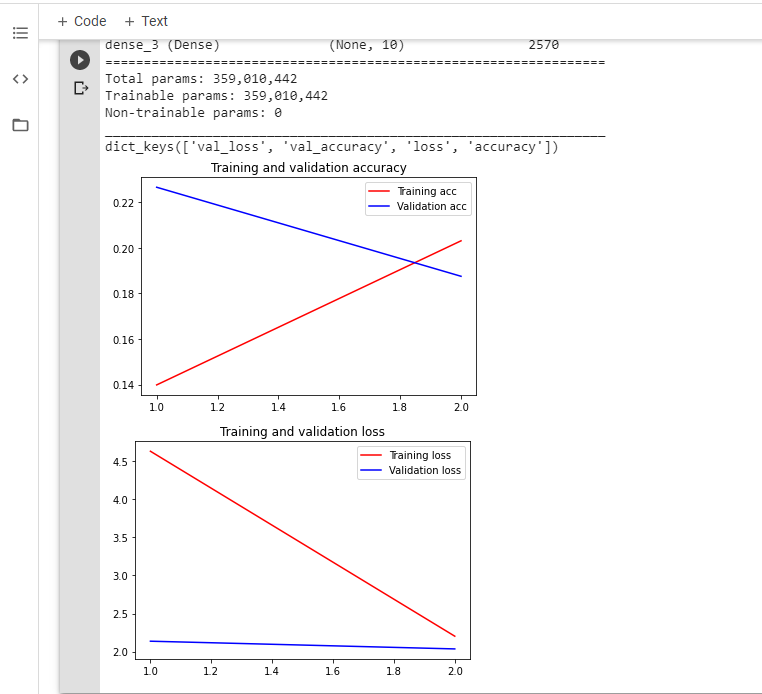 + Code + Text
dense_3 (Dense) (None, 10) 2570
=================================================================
Total params: 359,010,442
Trainable params: 359,010,442
Non-trainable params: 0
_________________________________________________________________
dict_keys(['val_loss', 'val_accuracy', 'loss', 'accuracy'])
Training and validation accuracy
Training acc
Validation acc
0.22
0.20
0.18
0.16
0.14
1.0 1.2 1.4 1.6 1.8 2.0
Training and validation loss
Training loss
Validation loss
4.5
4.0
3.5
3.0
2.5
2.0
1.0 1.2 1.4 1.6 1.8 2.0